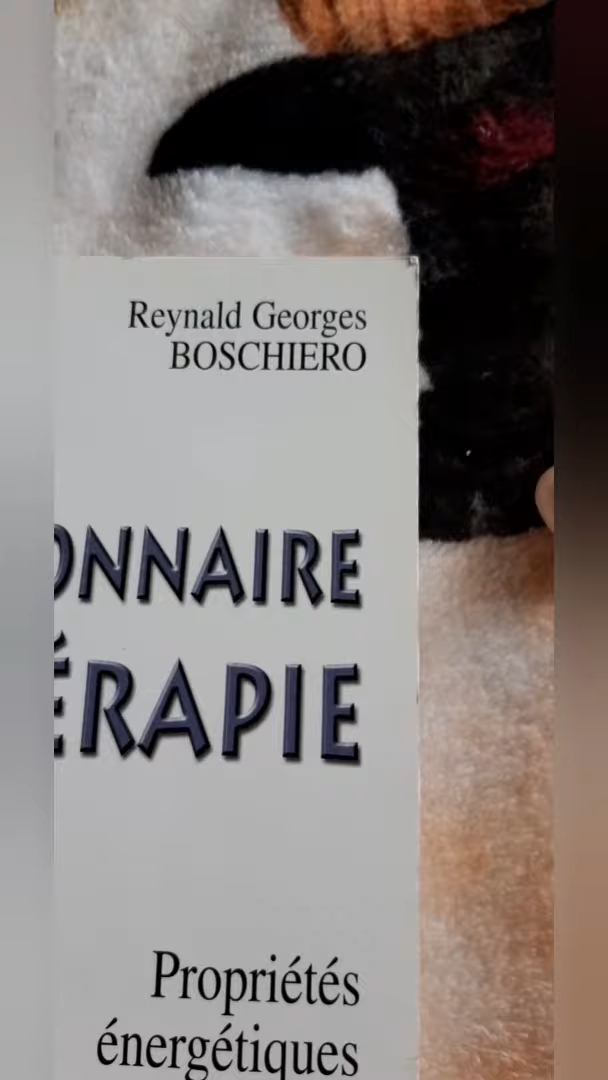 Reynald Georges
BOSCHIERO
ONNAIRE
ÉRAPIE
Propriétés
énergétiques